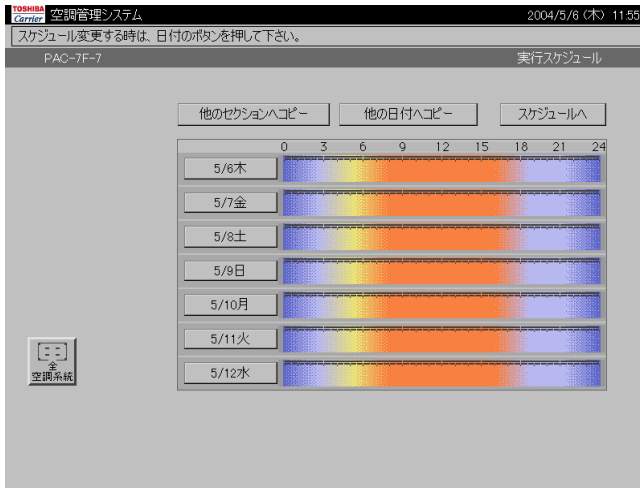 TOSHIBA
Carrier 空調管理システム 2004/5/6 (木) 11:55
スケジュール変更する時は、日付のボタンを押して下さい。
PAC-7F-7 実行スケジュール
他のセクションへコピー 他の日付へコピー スケジュールへ
0 3 6 9 12 15 18 21 24
5/6木
5/7金
5/8土
5/9日
5/10月
5/11火
5/12水
全
空調系統